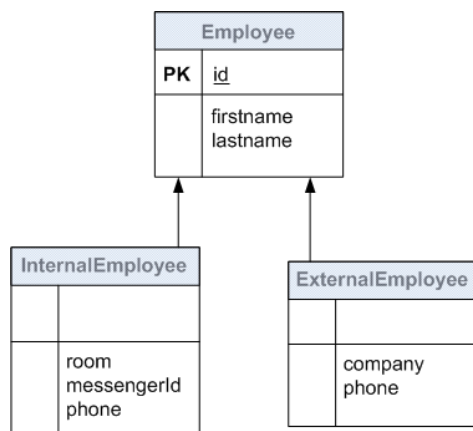 Employee
PK id
firstname
lastname
InternalEmployee
room
messengerId
phone
ExternalEmployee
company
phone